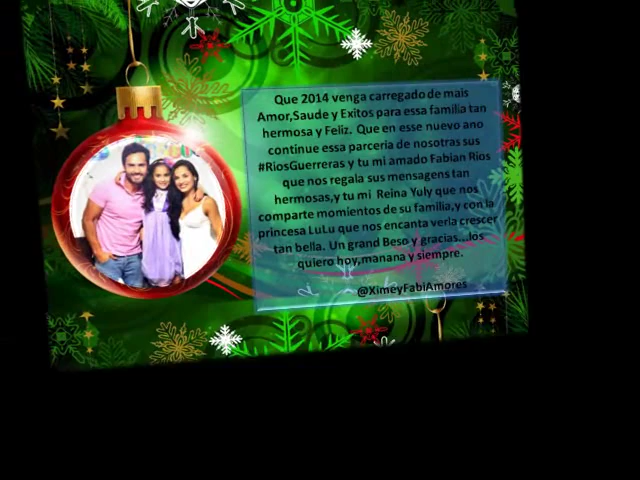 Que 2014 venga carregado de mais
Amor,Saude y Exitos para essa familia tan
hermosa y Feliz. Que en esse nuevo ano
continue essa parceria de nosotras sus
#RiosGuerreras y tu mi amado Fabian Rios
que nos regala sus mensagens tan
hermosas,y tu mi Reina Yuly que nos
comparte momientos de su familia,y con la
princesa LuLu que nos encanta verla crescer
tan bella. Un grand Beso y gracias...los
quiero hoy,manana y siempre.
@XimeyFabiAmores